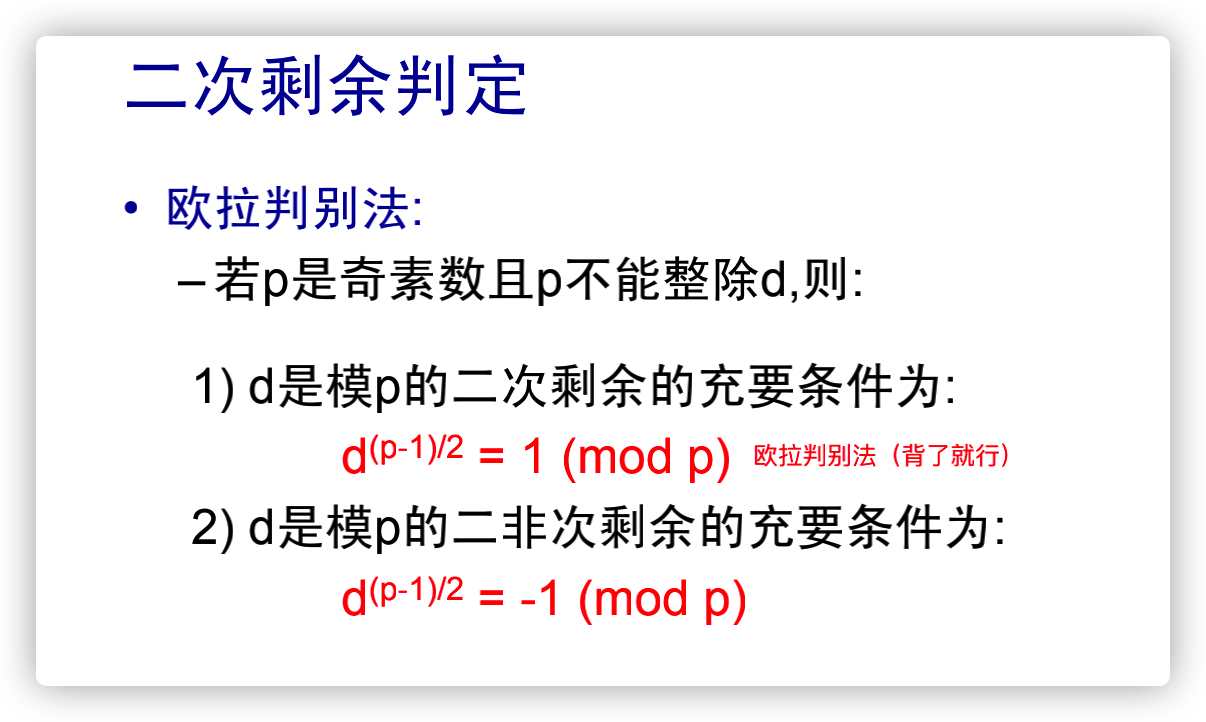 二次剩余判定
• 欧拉判别法:
–若p是奇素数且p不能整除d,则:
1) d是模p的二次剩余的充要条件为:
d^(p-1)/2 = 1 (mod p) 欧拉判别法（背了就行）
2) d是模p的二非次剩余的充要条件为:
d^(p-1)/2 = -1 (mod p)